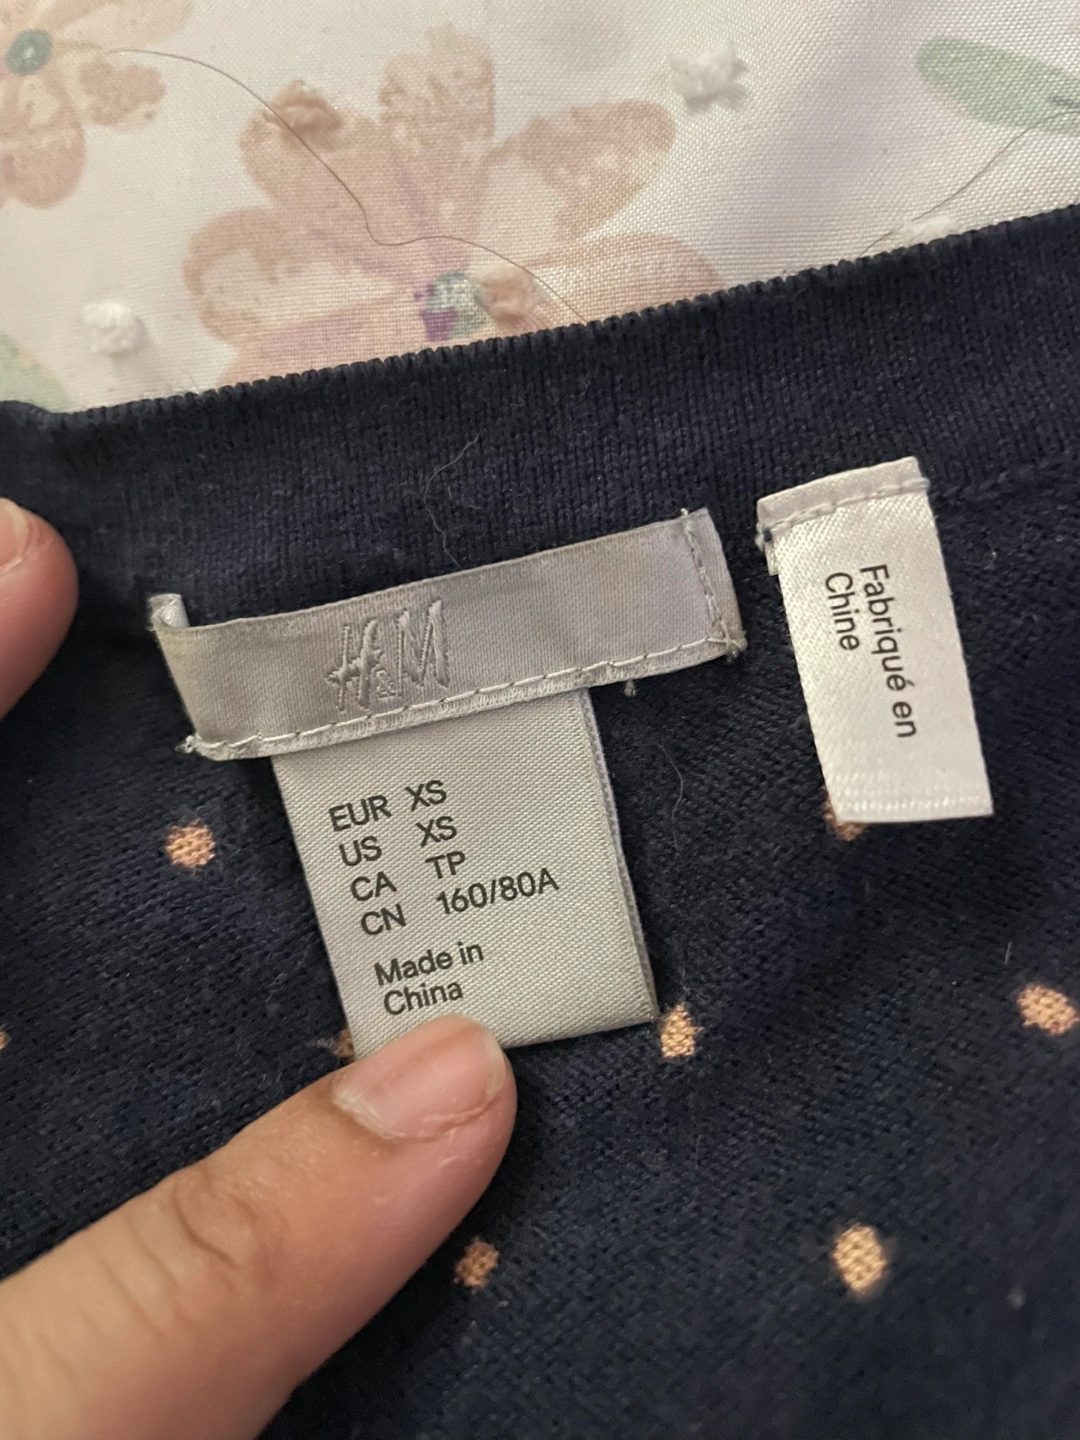 H&M
EUR XS
US XS
CA TP
CN 160/80A
Made in
China
Fabriqué en
Chine